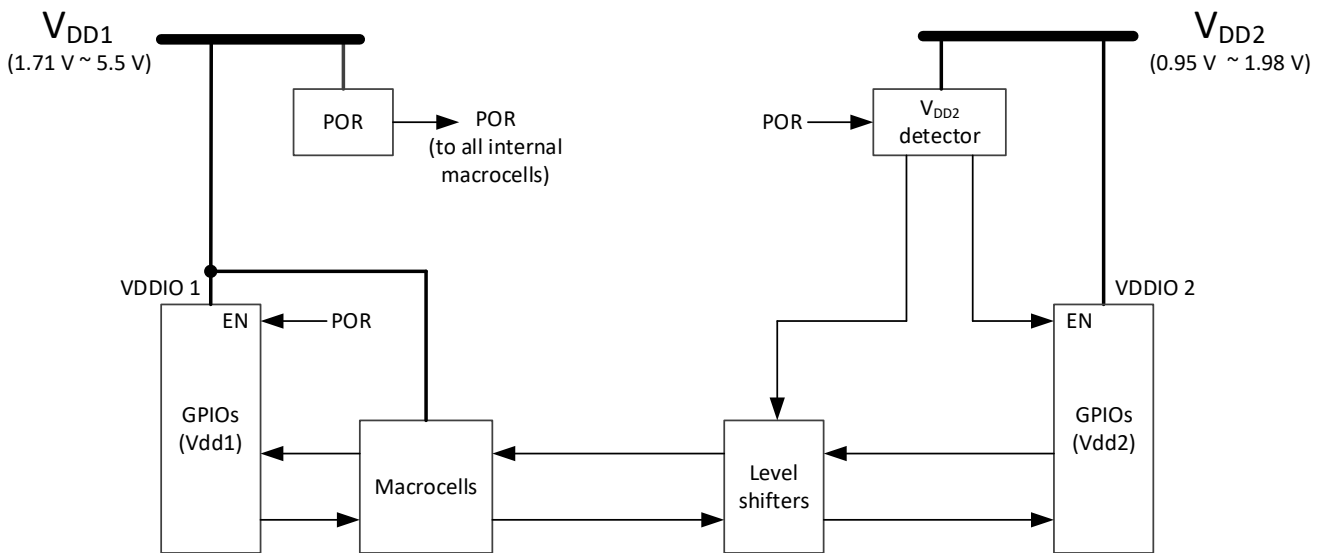 VDD1
(1.71 V ~ 5.5 V)
VDD2
(0.95 V ~ 1.98 V)
POR
POR
(to all internal
macrocells)
POR
VDD2
detector
VDDIO 1
VDDIO 2
EN
POR
EN
GPIOs
(Vdd1)
GPIOs
(Vdd2)
Macrocells
Level
shifters